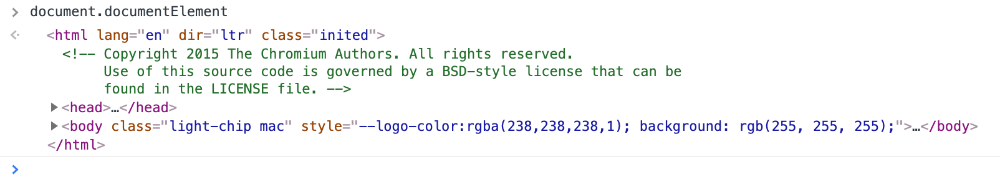 document.documentElement
<html lang="en" dir="ltr" class="inited">
<!-- Copyright 2015 The Chromium Authors. All rights reserved.
Use of this source code is governed by a BSD-style license that can be
found in the LICENSE file. -->
<head>…</head>
<body class="light-chip mac" style="--logo-color:rgba(238,238,238,1); background: rgb(255, 255, 255);">…</body>
</html>